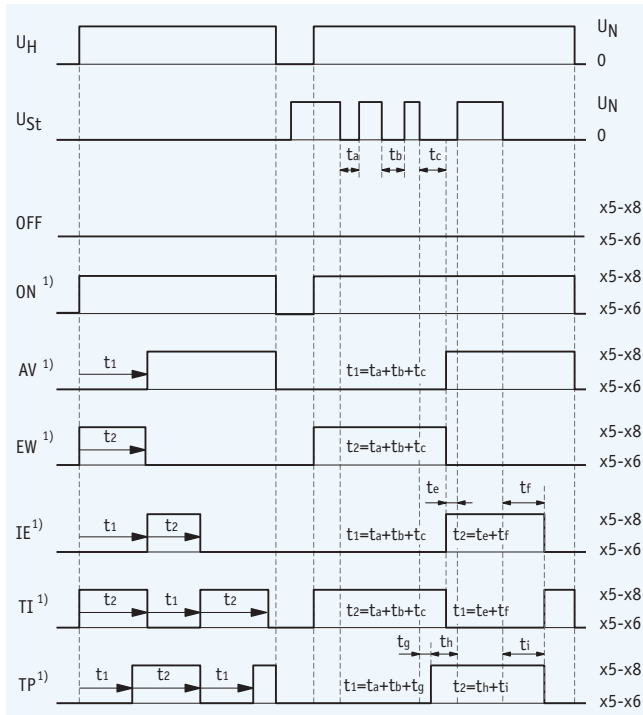 U_H U_N
0
U_St U_N
0
t_a t_b t_c
OFF x5-x8
x5-x6
ON 1) x5-x8
x5-x6
AV 1) t1 t1=ta+tb+tc x5-x8
x5-x6
EW 1) t2 t2=ta+tb+tc x5-x8
x5-x6
te tf
IE1) t1 t2 t1=ta+tb+tc t2=te+tf x5-x8
x5-x6
TI 1) t2 t1 t2 t2=ta+tb+tc t1=te+tf x5-x8
x5-x6
tg th ti
TP1) t1 t2 t1 t1=ta+tb+tg t2=th+ti x5-x8
x5-x6